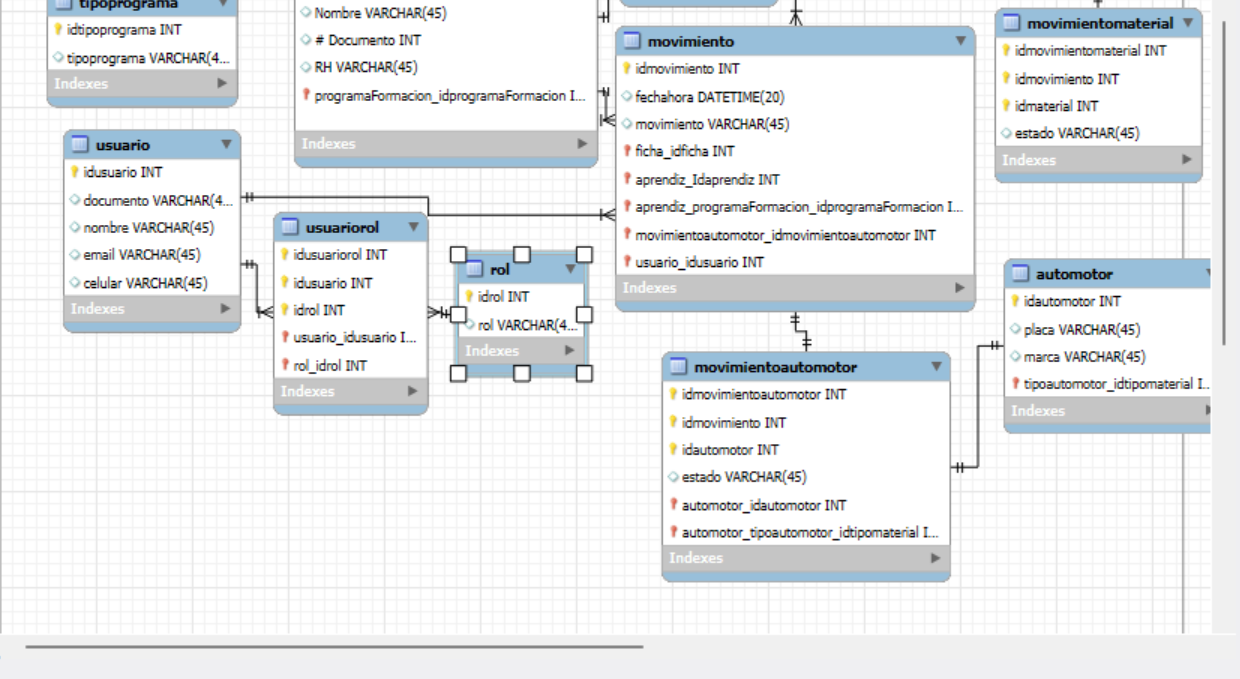 tipoprograma
idtipoprograma INT
tipoprograma VARCHAR(4...
Indexes
Nombre VARCHAR(45)
# Documento INT
RH VARCHAR(45)
programaFormacion_idprogramaFormacion I...
Indexes
movimiento
idmovimiento INT
fechahora DATETIME(20)
movimiento VARCHAR(45)
ficha_idficha INT
aprendiz_Idaprendiz INT
aprendiz_programaFormacion_idprogramaFormacion I...
movimientoautomotor_idmovimientoautomotor INT
usuario_idusuario INT
Indexes
movimientomaterial
idmovimientomaterial INT
idmovimiento INT
idmaterial INT
estado VARCHAR(45)
Indexes
usuario
idusuario INT
documento VARCHAR(4...
nombre VARCHAR(45)
email VARCHAR(45)
celular VARCHAR(45)
Indexes
usuariorol
idusuariorol INT
idusuario INT
idrol INT
usuario_idusuario I...
rol_idrol INT
Indexes
rol
idrol INT
rol VARCHAR(4...
Indexes
automotor
idautomotor INT
placa VARCHAR(45)
marca VARCHAR(45)
tipoautomotor_idtipomaterial I..
Indexes
movimientoautomotor
idmovimientoautomotor INT
idmovimiento INT
idautomotor INT
estado VARCHAR(45)
automotor_idautomotor INT
automotor_tipoautomotor_idtipomaterial I...
Indexes